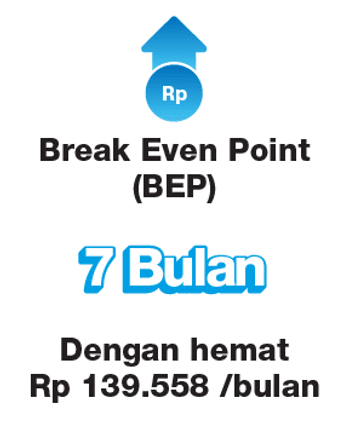 Rp
Break Even Point
(BEP)
7 Bulan
Dengan hemat
Rp 139.558 /bulan